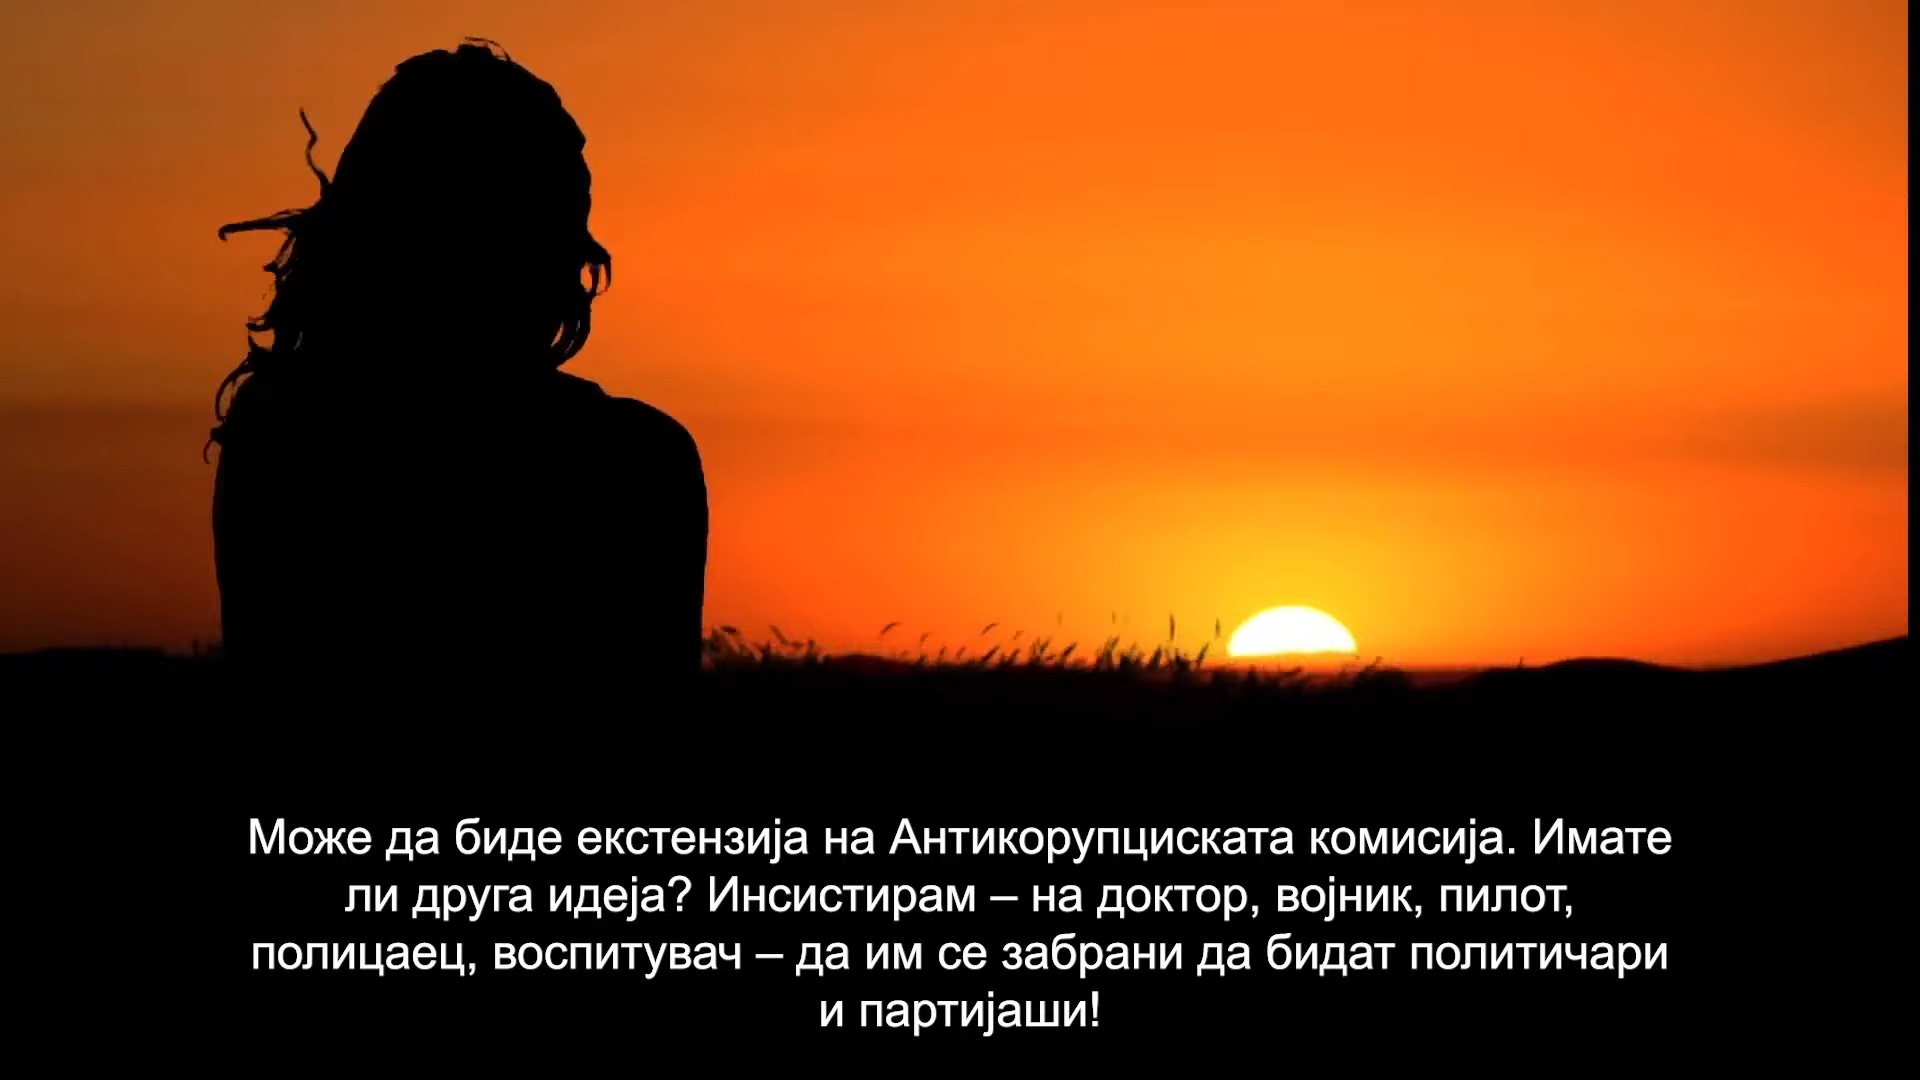 Може да биде екстензија на Антикорупциската комисија. Имате
ли друга идеја? Инсистирам – на доктор, војник, пилот,
полицаец, воспитувач – да им се забрани да бидат политичари
и партијаши!